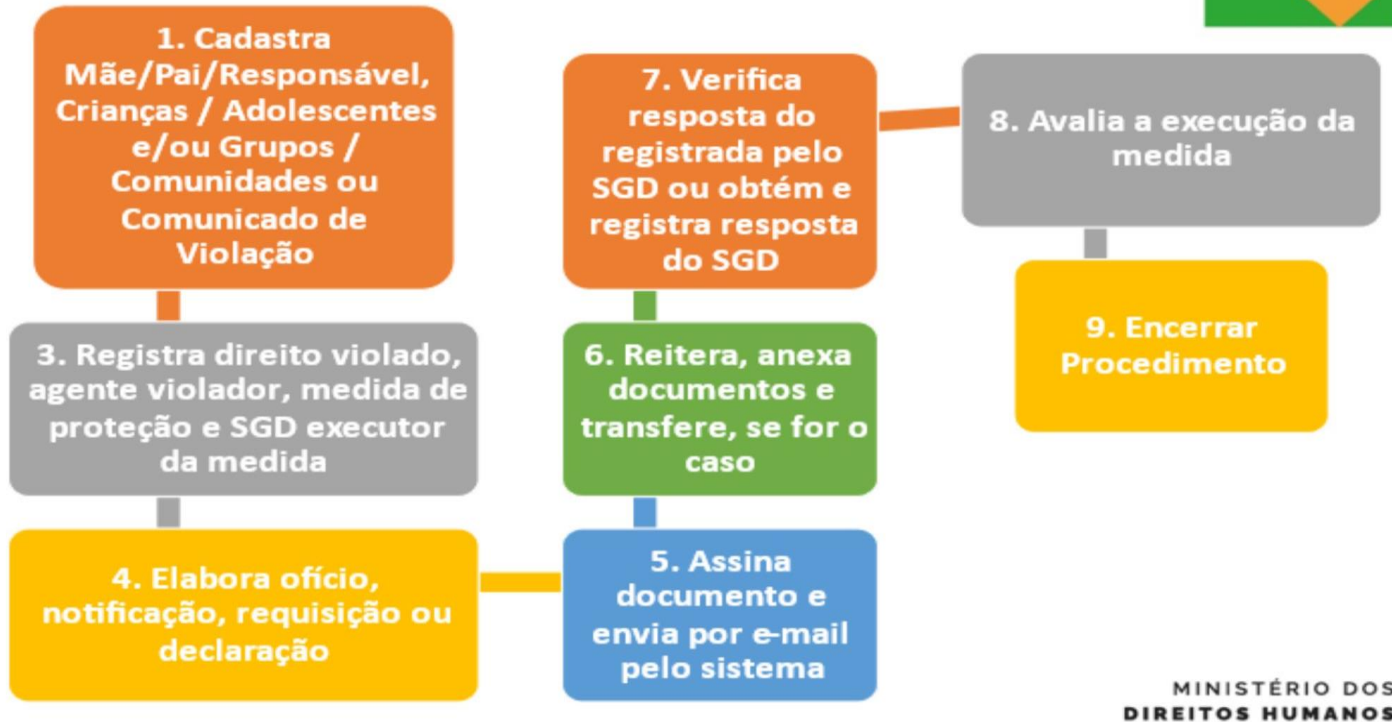 1. Cadastra
Mãe/Pai/Responsável,
Crianças / Adolescentes
e/ou Grupos /
Comunidades ou
Comunicado de
Violação
3. Registra direito violado,
agente violador, medida de
proteção e SGD executor
da medida
4. Elabora ofício,
notificação, requisição ou
declaração
5. Assina
documento e
envia por e-mail
pelo sistema
6. Reitera, anexa
documentos e
transfere, se for o
caso
7. Verifica
resposta do
registrada pelo
SGD ou obtém e
registra resposta
do SGD
8. Avalia a execução da
medida
9. Encerrar
Procedimento
MINISTÉRIO DOS
DIREITOS HUMANOS